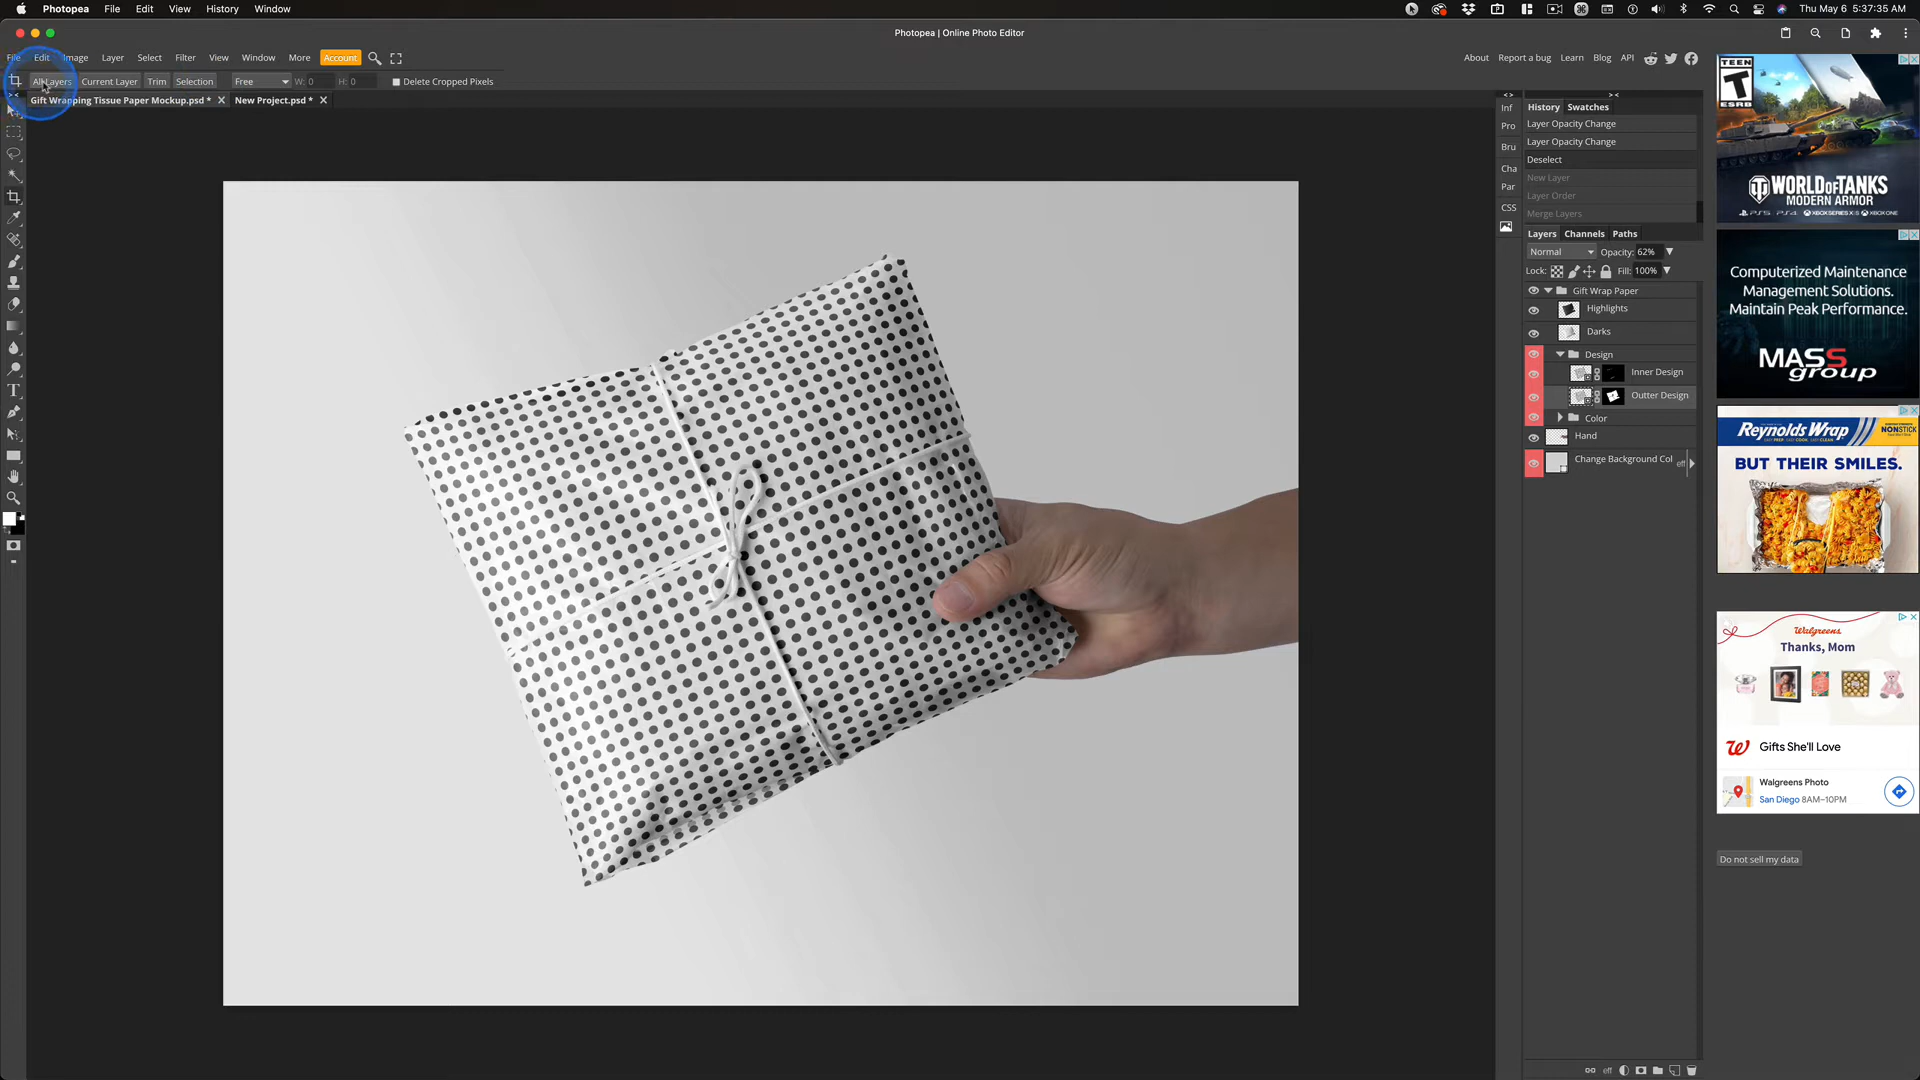 Photopea File Edit View History Window
Thu May 6 5:37:35 AM
Photopea | Online Photo Editor
File Edit Image Layer Select Filter View Window More Account
About Report a bug Learn Blog API
All Layers Current Layer Trim Selection Free W: 0 H: 0 Delete Cropped Pixels
Gift Wrapping Tissue Paper Mockup.psd * New Project.psd *
Inf
Pro
Bru
Cha
Par
CSS
History Swatches
Layer Opacity Change
Layer Opacity Change
Deselect
New Layer
Layer Order
Merge Layers
Layers Channels Paths
Normal Opacity: 62%
Lock: Fill: 100%
Gift Wrap Paper
Highlights
Darks
Design
Inner Design
Outter Design
Color
Hand
Change Background Col eff
eff
TEEN
T
ESRB
WORLD OF TANKS
MODERN ARMOR
Computerized Maintenance
Management Solutions.
Maintain Peak Performance.
MASS
group
Reynolds Wrap NONSTICK
BUT THEIR SMILES.
Walgreens
Thanks, Mom
Gifts She'll Love
Walgreens Photo
San Diego 8AM–10PM
Do not sell my data